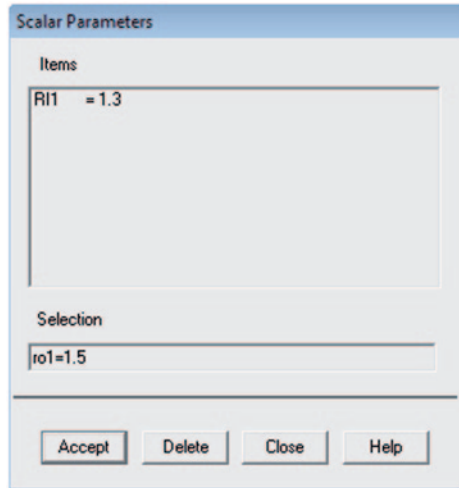 Scalar Parameters
Items
RI1 = 1.3
Selection
ro1=1.5
Accept Delete Close Help